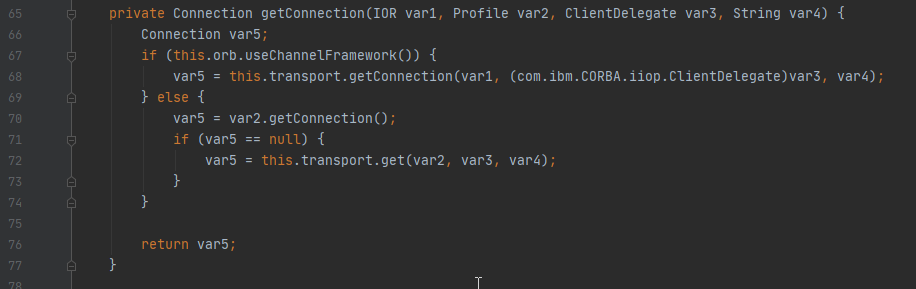 65 private Connection getConnection(IOR var1, Profile var2, ClientDelegate var3, String var4) {
66 Connection var5;
67 if (this.orb.useChannelFramework()) {
68 var5 = this.transport.getConnection(var1, (com.ibm.CORBA.iiop.ClientDelegate)var3, var4);
69 } else {
70 var5 = var2.getConnection();
71 if (var5 == null) {
72 var5 = this.transport.get(var2, var3, var4);
73 }
74 }
75
76 return var5;
77 }
78